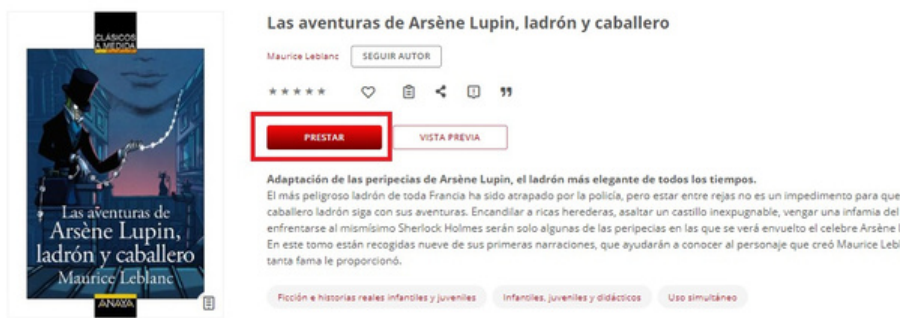 CLÁSICOS
A MEDIDA
Las aventuras de
Arsène Lupin,
ladrón y caballero
Maurice Leblanc
ANAYA
Las aventuras de Arsène Lupin, ladrón y caballero
Maurice Leblanc SEGUIR AUTOR
PRESTAR VISTA PREVIA
Adaptación de las peripecias de Arsène Lupin, el ladrón más elegante de todos los tiempos.
El más peligroso ladrón de toda Francia ha sido atrapado por la policía, pero estar entre rejas no es un impedimento para que
caballero ladrón siga con sus aventuras. Encandilar a ricas herederas, asaltar un castillo inexpugnable, vengar una infamia del
enfrentarse al mismísimo Sherlock Holmes serán solo algunas de las peripecias en las que se verá envuelto el celebre Arsène
En este tomo están recogidas nueve de sus primeras narraciones, que ayudarán a conocer al personaje que creó Maurice Lebl
tanta fama le proporcionó.
Ficción e historias reales infantiles y juveniles Infantiles, juveniles y didácticos Uso simultáneo